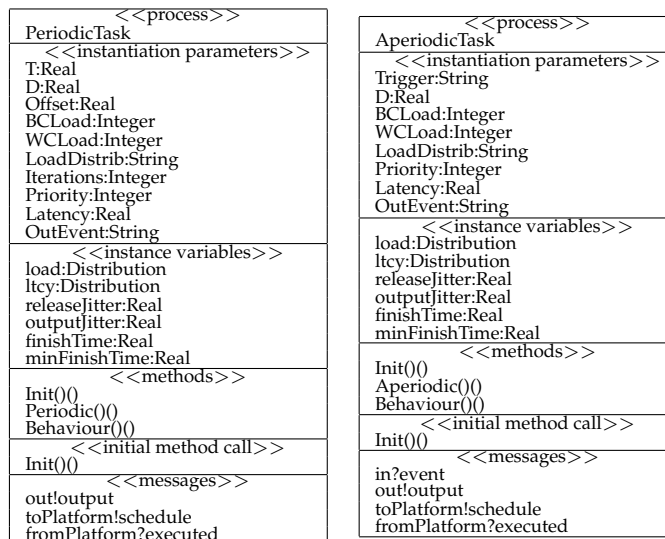 <<process>>
PeriodicTask
<<instantiation parameters>>
T:Real
D:Real
Offset:Real
BCLoad:Integer
WCLoad:Integer
LoadDistrib:String
Iterations:Integer
Priority:Integer
Latency:Real
OutEvent:String
<<instance variables>>
load:Distribution
ltcy:Distribution
releaseJitter:Real
outputJitter:Real
finishTime:Real
minFinishTime:Real
<<methods>>
Init()()
Periodic()()
Behaviour()()
<<initial method call>>
Init()()
<<messages>>
out!output
toPlatform!schedule
fromPlatform?executed
<<process>>
AperiodicTask
<<instantiation parameters>>
Trigger:String
D:Real
BCLoad:Integer
WCLoad:Integer
LoadDistrib:String
Priority:Integer
Latency:Real
OutEvent:String
<<instance variables>>
load:Distribution
ltcy:Distribution
releaseJitter:Real
outputJitter:Real
finishTime:Real
minFinishTime:Real
<<methods>>
Init()()
Aperiodic()()
Behaviour()()
<<initial method call>>
Init()()
<<messages>>
in?event
out!output
toPlatform!schedule
fromPlatform?executed